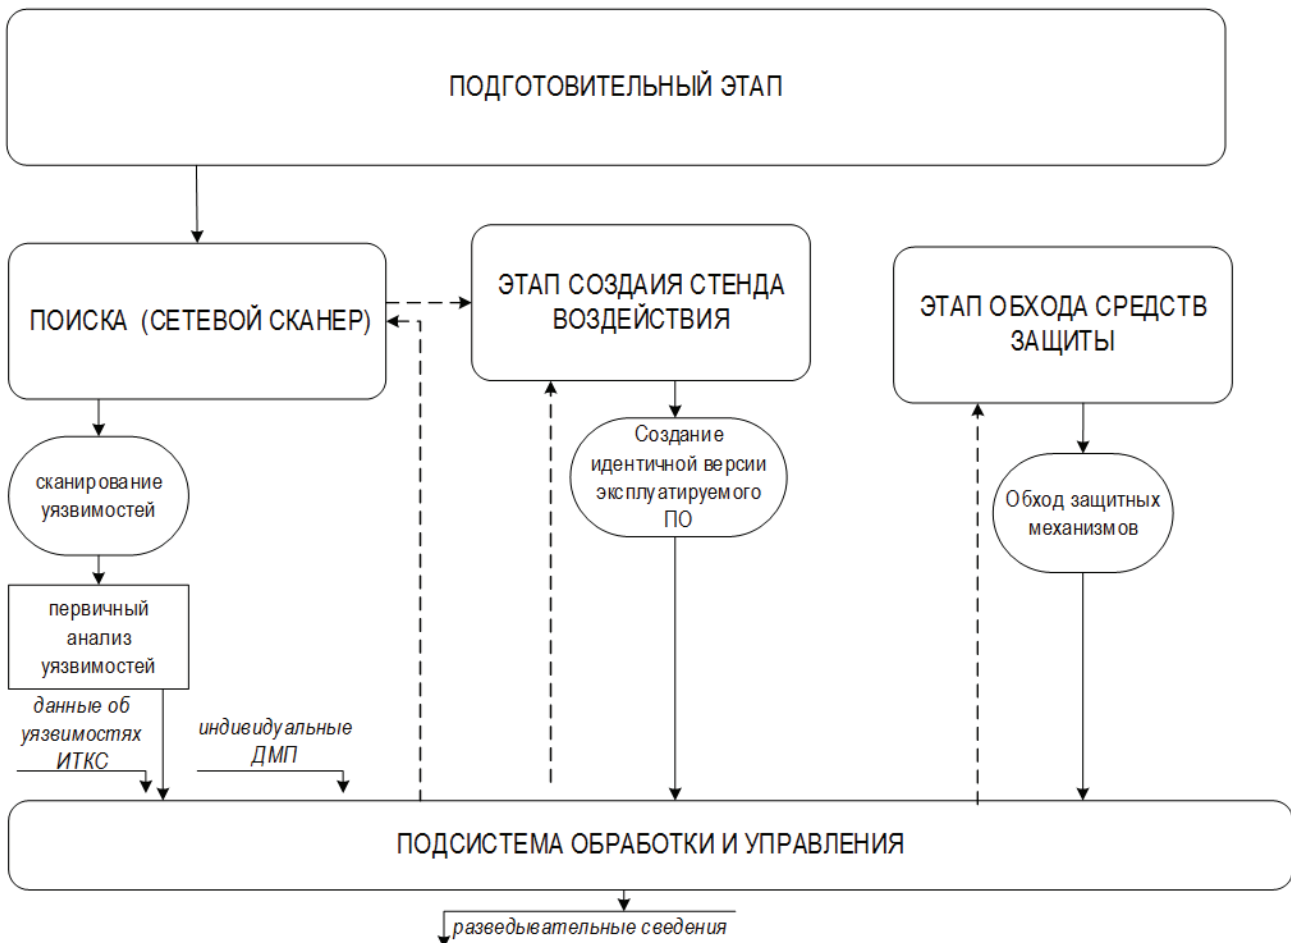 ПОДГОТОВИТЕЛЬНЫЙ ЭТАП
ПОИСКА (СЕТЕВОЙ СКАНЕР)
ЭТАП СОЗДАИЯ СТЕНДА
ВОЗДЕЙСТВИЯ
ЭТАП ОБХОДА СРЕДСТВ
ЗАЩИТЫ
сканирование
уязвимостей
Создание
идентичной версии
эксплуатируемого
ПО
Обход защитных
механизмов
первичный
анализ
уязвимостей
данные об
уязвимостях
ИТКС
индивидуальные
ДМП
ПОДСИСТЕМА ОБРАБОТКИ И УПРАВЛЕНИЯ
разведывательные сведения